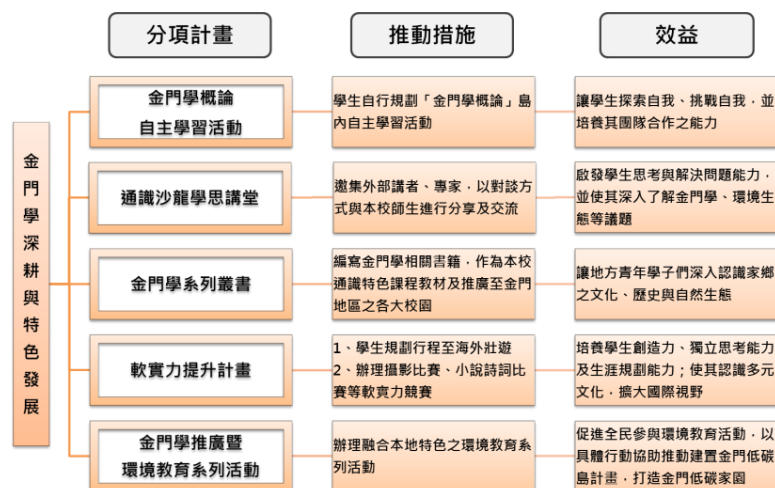 分項計畫
推動措施
效益
金門學深耕與特色發展
金門學概論
自主學習活動
學生自行規劃「金門學概論」島
內自主學習活動
讓學生探索自我、挑戰自我，並
培養其團隊合作之能力
通識沙龍學思講堂
邀集外部講者、專家，以對談方
式與本校師生進行分享及交流
啟發學生思考與解決問題能力，
並使其深入了解金門學、環境生
態等議題
金門學系列叢書
編寫金門學相關書籍，作為本校
通識特色課程教材及推廣至金門
地區之各大校園
讓地方青年學子們深入認識家鄉
之文化、歷史與自然生態
軟實力提升計畫
1、學生規劃行程至海外壯遊
2、辦理攝影比賽、小說詩詞比
賽等軟實力競賽
培養學生創造力、獨立思考能力
及生涯規劃能力；使其認識多元
文化，擴大國際視野
金門學推廣暨
環境教育系列活動
辦理融合本地特色之環境教育系
列活動
促進全民參與環境教育活動，以
具體行動協助推動建置金門低碳
島計畫，打造金門低碳家園